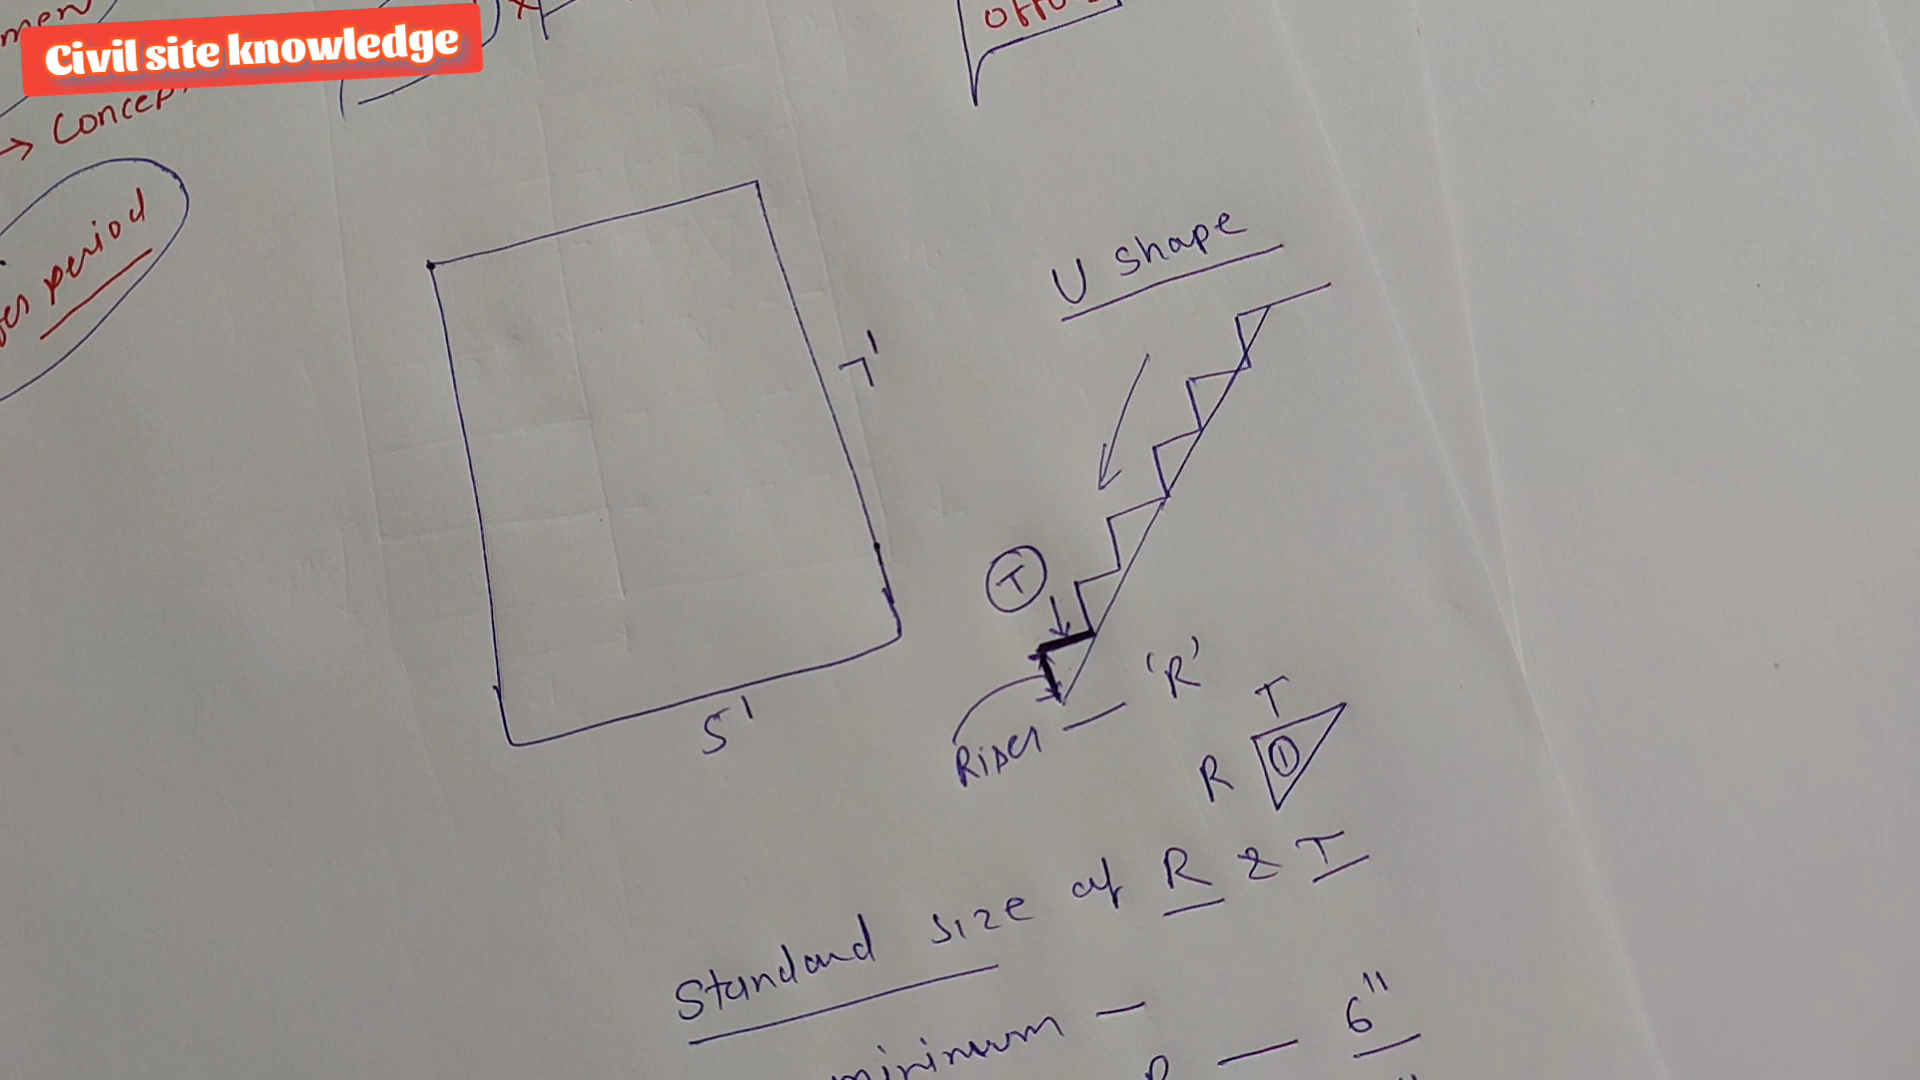 Civil site knowledge
→ Concep
period
U shape
7'
T
5'
Riser — 'R'
T
R
1
Standard size of R & T
minimum —
R — 6"